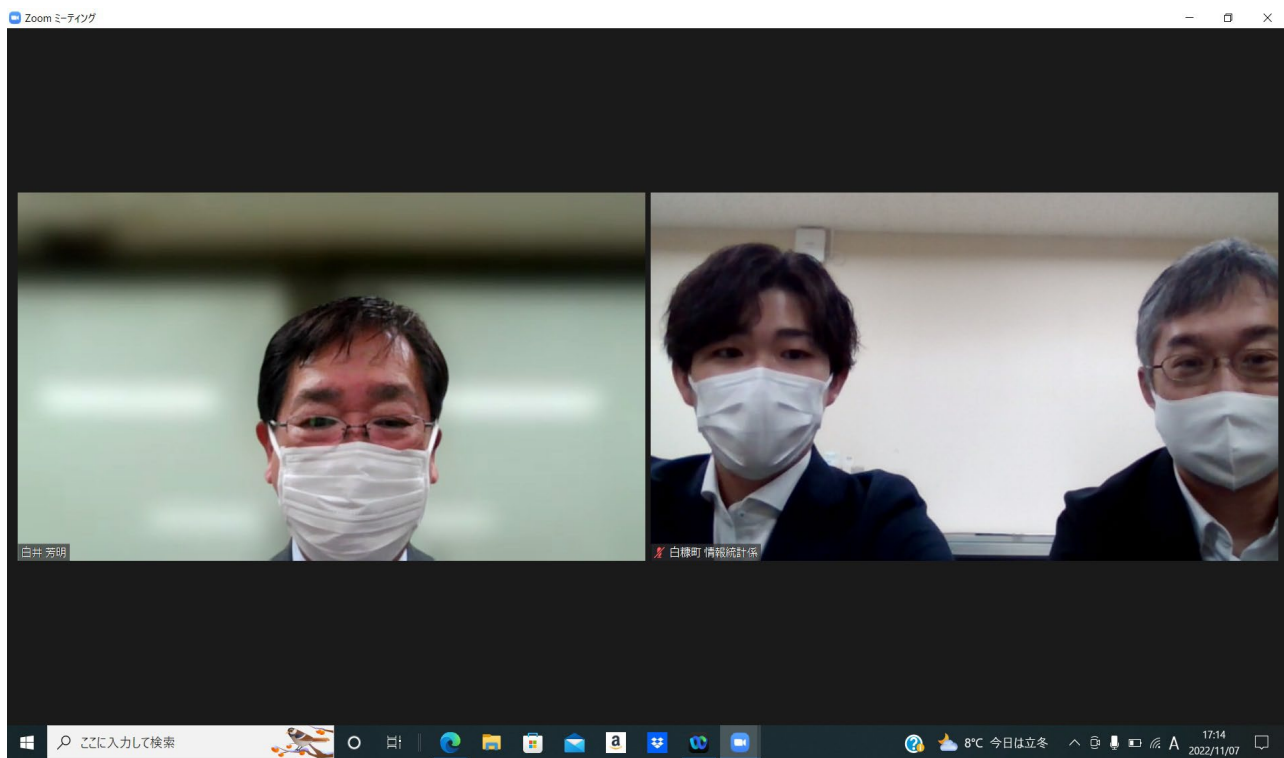 Zoom ミーティング
白井 芳明
白糠町 情報統計係
ここに入力して検索
a
8°C 今日は立冬
A
17:14
2022/11/07